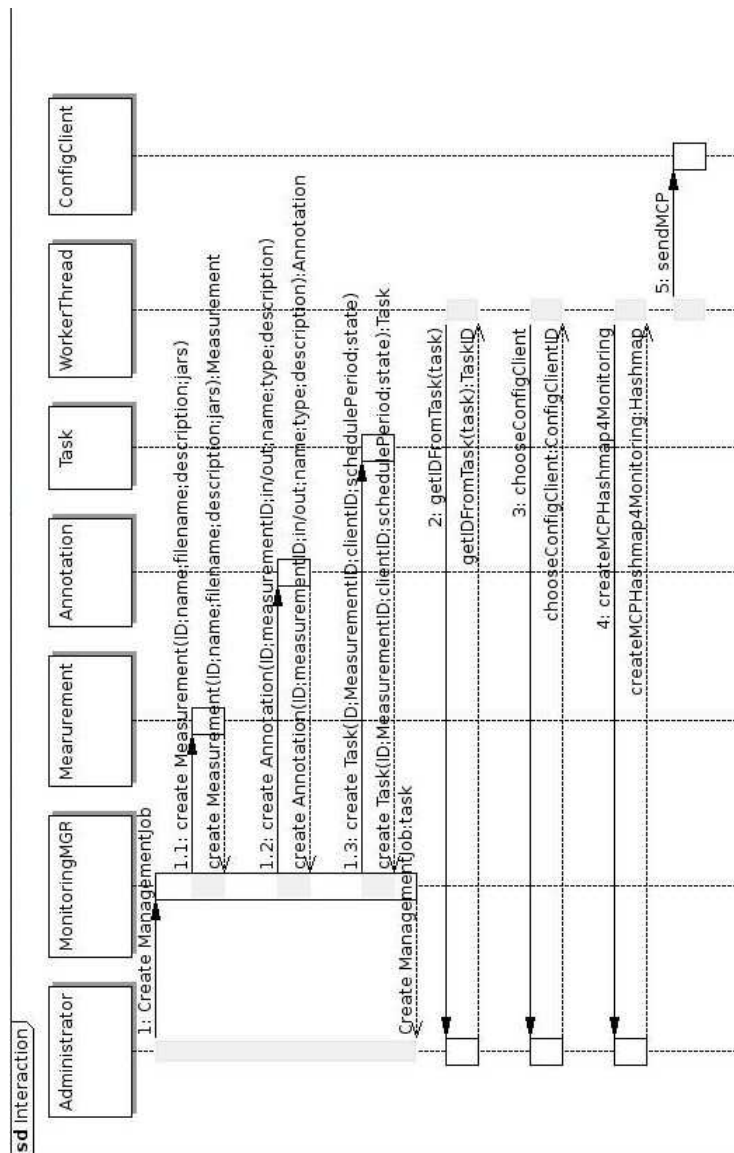 sd Interaction
Administrator
MonitoringMGR
Mearurement
Annotation
Task
WorkerThread
ConfigClient
1: Create ManagementJob
1.1: create Measurement(ID;name;filename;description;jars)
create Measurement(ID;name;filename;description;jars):Measurement
1.2: create Annotation(ID;measurementID;in/out;name;type;description)
create Annotation(ID;measurementID;in/out;name;type;description):Annotation
1.3: create Task(ID;MeasurementID;clientID;schedulePeriod;state)
create Task(ID;MeasurementID;clientID;schedulePeriod;state):Task
Create ManagementJob:task
2: getIDFromTask(task)
getIDFromTask(task):TaskID
3: chooseConfigClient
chooseConfigClient:ConfigClientID
4: createMCPHashmap4Monitoring
createMCPHashmap4Monitoring:Hashmap
5: sendMCP